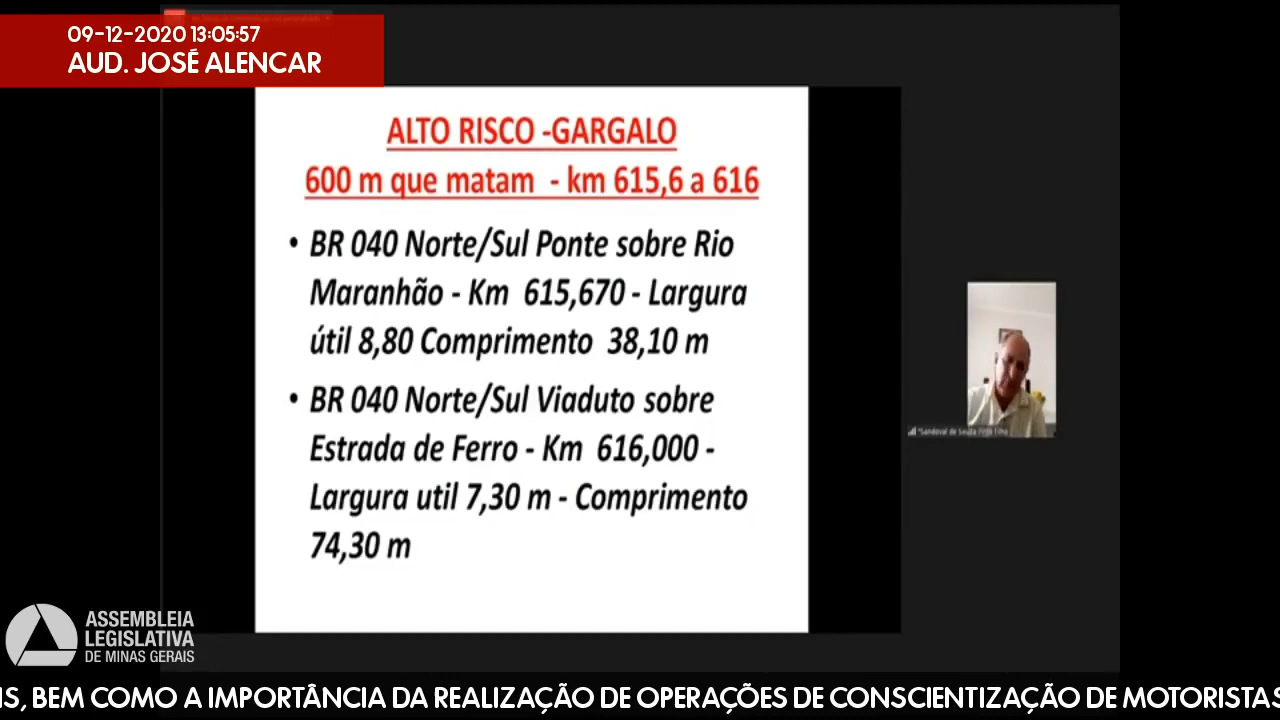 09-12-2020 13:05:57
AUD. JOSÉ ALENCAR
ALTO RISCO -GARGALO
600 m que matam - km 615,6 a 616
• BR 040 Norte/Sul Ponte sobre Rio
Maranhão - Km 615,670 - Largura
útil 8,80 Comprimento 38,10 m
• BR 040 Norte/Sul Viaduto sobre
Estrada de Ferro - Km 616,000 -
Largura util 7,30 m - Comprimento
74,30 m
*Sandoval de Souza
ASSEMBLEIA
LEGISLATIVA
DE MINAS GERAIS
IS, BEM COMO A IMPORTÂNCIA DA REALIZAÇÃO DE OPERAÇÕES DE CONSCIENTIZAÇÃO DE MOTORISTAS